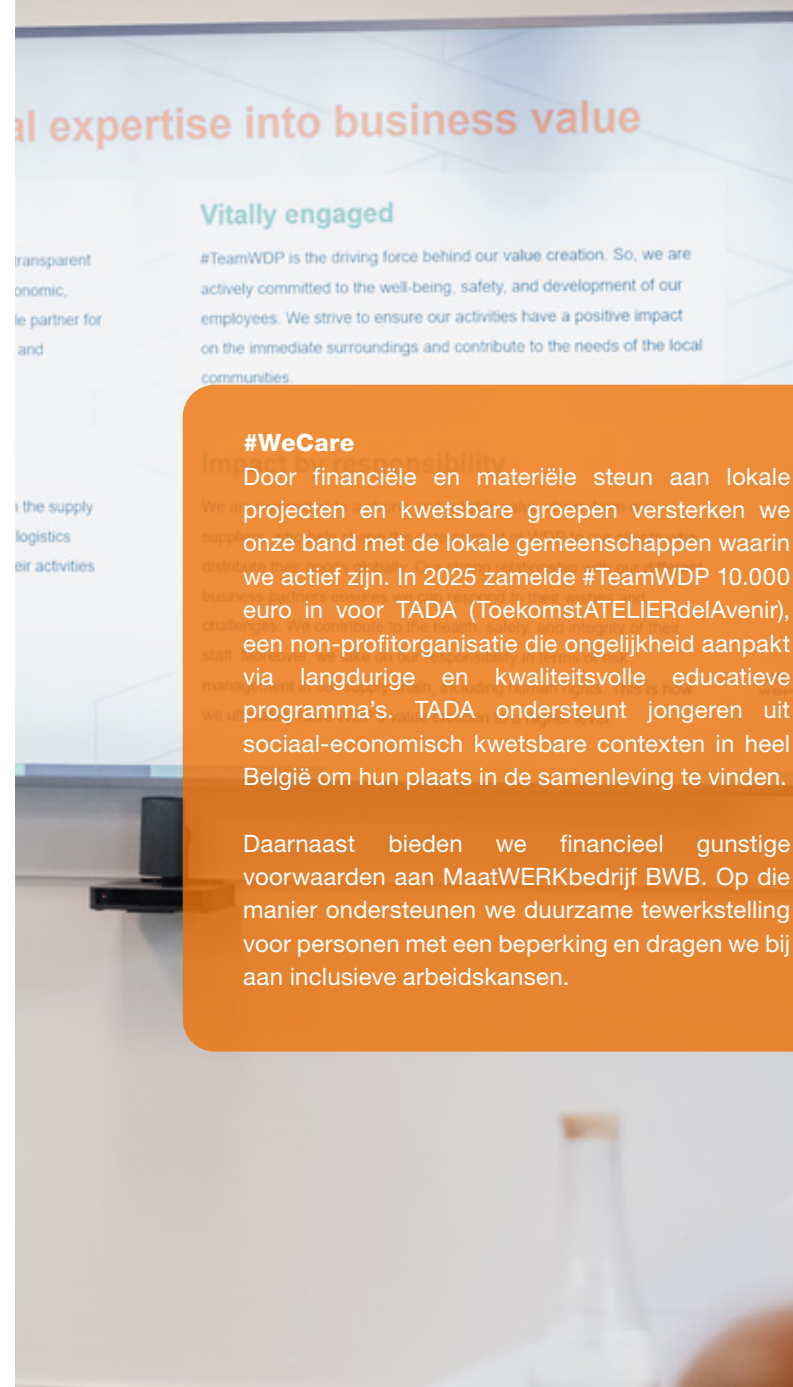 al expertise into business value
transparent
onomic,
le partner for
and
Vitally engaged
#TeamWDP is the driving force behind our value creation. So, we are
actively committed to the well-being, safety, and development of our
employees. We strive to ensure our activities have a positive impact
on the immediate surroundings and contribute to the needs of the local
communities.
the supply
logistics
eir activities
Impact by responsibility
#WeCare
Door financiële en materiële steun aan lokale
projecten en kwetsbare groepen versterken we
onze band met de lokale gemeenschappen waarin
we actief zijn. In 2025 zamelde #TeamWDP 10.000
euro in voor TADA (ToekomstATELIERdelAvenir),
een non-profitorganisatie die ongelijkheid aanpakt
via langdurige en kwaliteitsvolle educatieve
programma's. TADA ondersteunt jongeren uit
sociaal-economisch kwetsbare contexten in heel
België om hun plaats in de samenleving te vinden.
Daarnaast bieden we financieel gunstige
voorwaarden aan MaatWERKbedrijf BWB. Op die
manier ondersteunen we duurzame tewerkstelling
voor personen met een beperking en dragen we bij
aan inclusieve arbeidskansen.